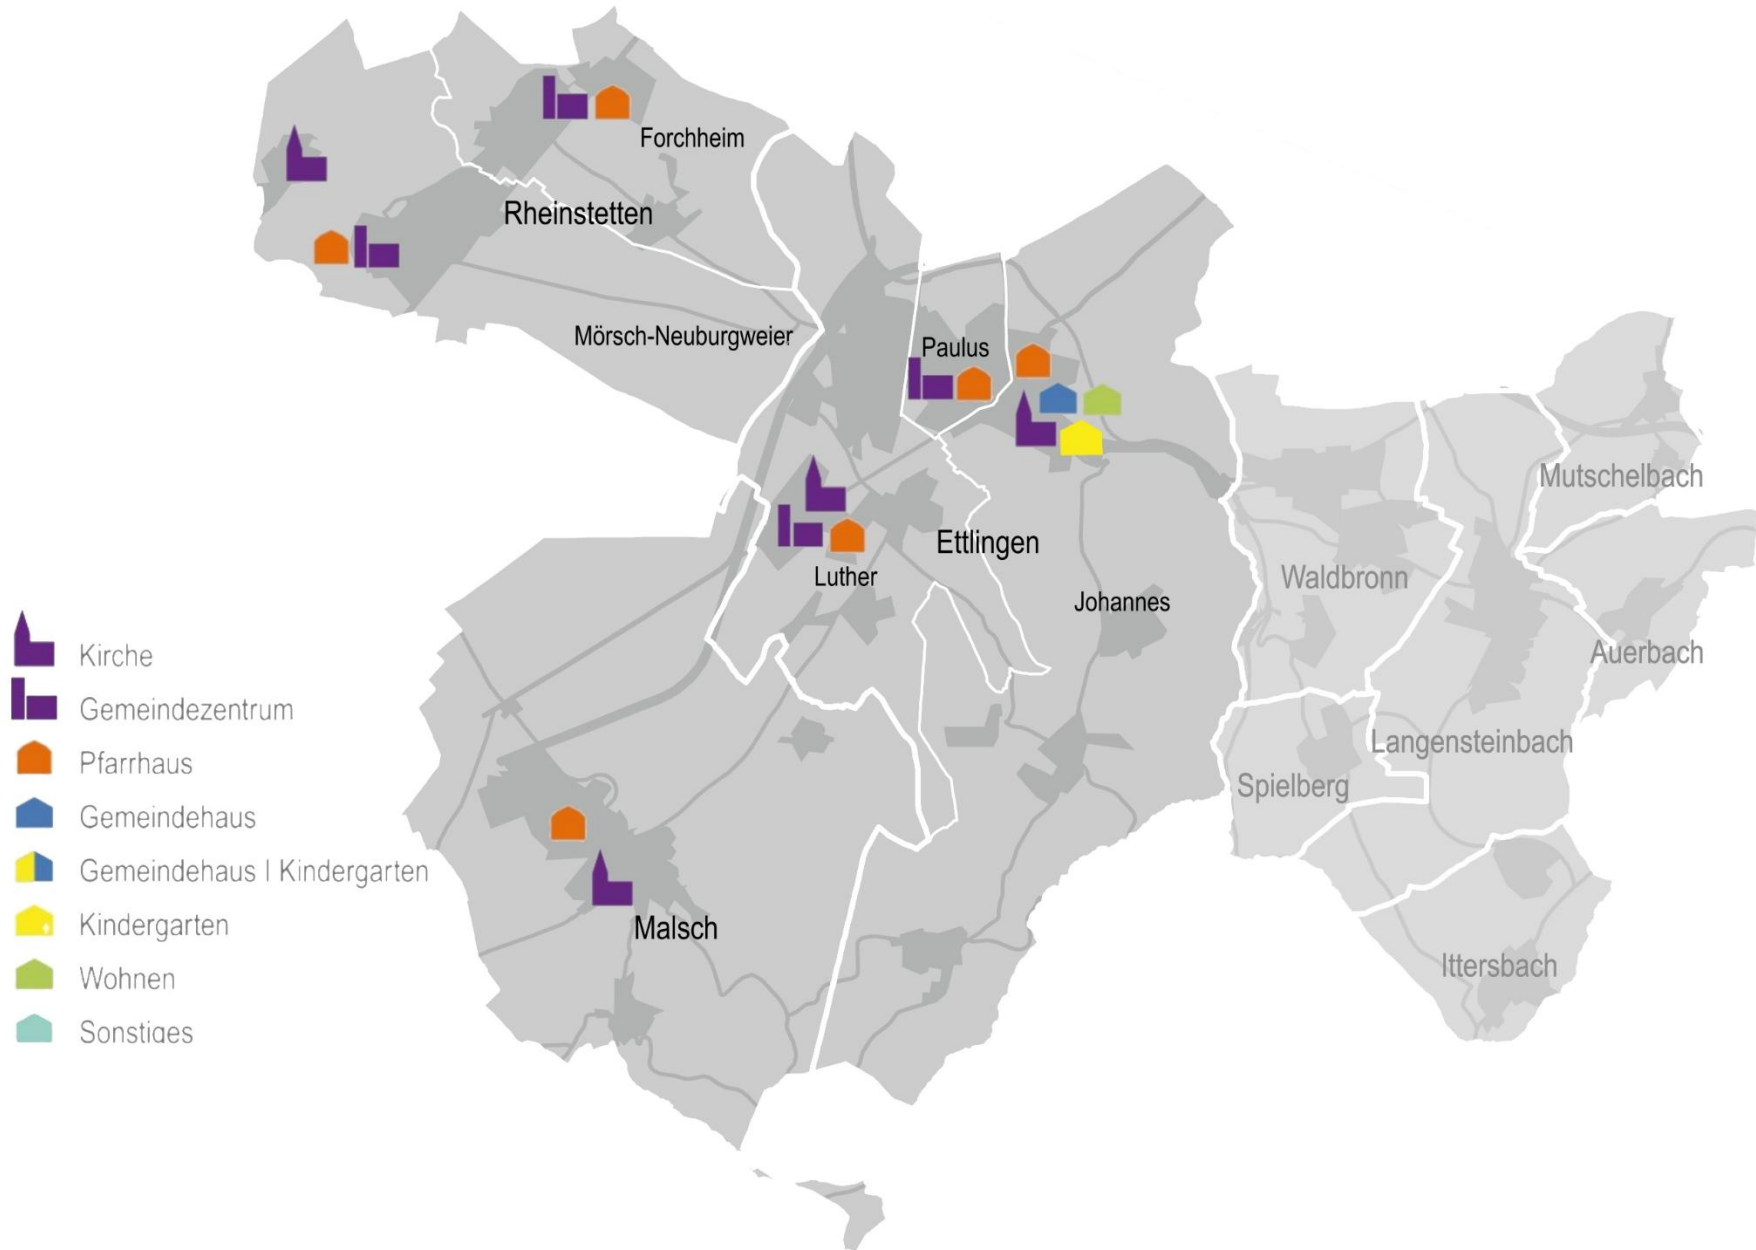 Forchheim
Rheinstetten
Mörsch-Neuburgweier
Paulus
Mutschelbach
Ettlingen
Luther
Waldbronn
Johannes
Auerbach
Langensteinbach
Spielberg
Malsch
Ittersbach
Kirche
Gemeindezentrum
Pfarrhaus
Gemeindehaus
Gemeindehaus | Kindergarten
Kindergarten
Wohnen
Sonstiges